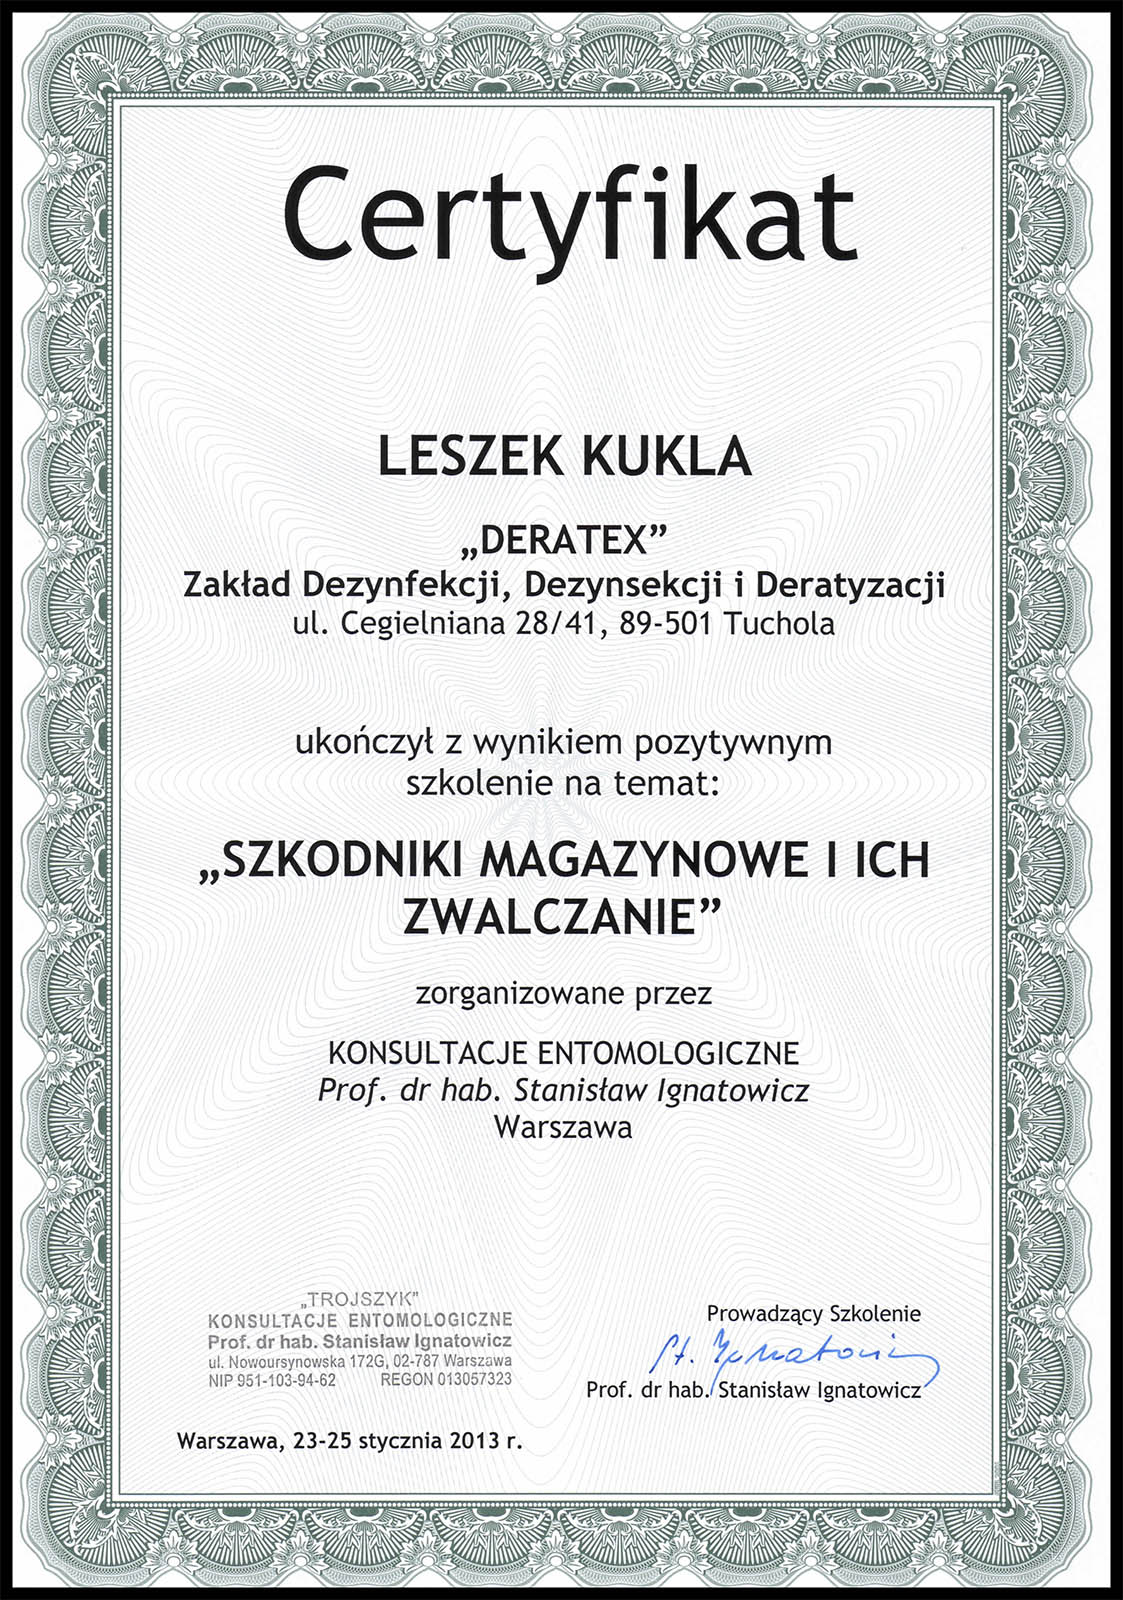 Certyfikat
LESZEK KUKLA
„DERATEX”
Zakład Dezynfekcji, Dezynsekcji i Deratyzacji
ul. Cegielniana 28/41, 89-501 Tuchola
ukończył z wynikiem pozytywnym
szkolenie na temat:
„SZKODNIKI MAGAZYNOWE I ICH
ZWALCZANIE”
zorganizowane przez
KONSULTACJE ENTOMOLOGICZNE
Prof. dr hab. Stanisław Ignatowicz
Warszawa
„TROJSZYK”
KONSULTACJE ENTOMOLOGICZNE
Prof. dr hab. Stanisław Ignatowicz
ul. Nowoursynowska 172G, 02-787 Warszawa
NIP 951-103-94-62 REGON 013057323
Prowadzący Szkolenie
St. Ignatowicz
Prof. dr hab. Stanisław Ignatowicz
Warszawa, 23-25 stycznia 2013 r.